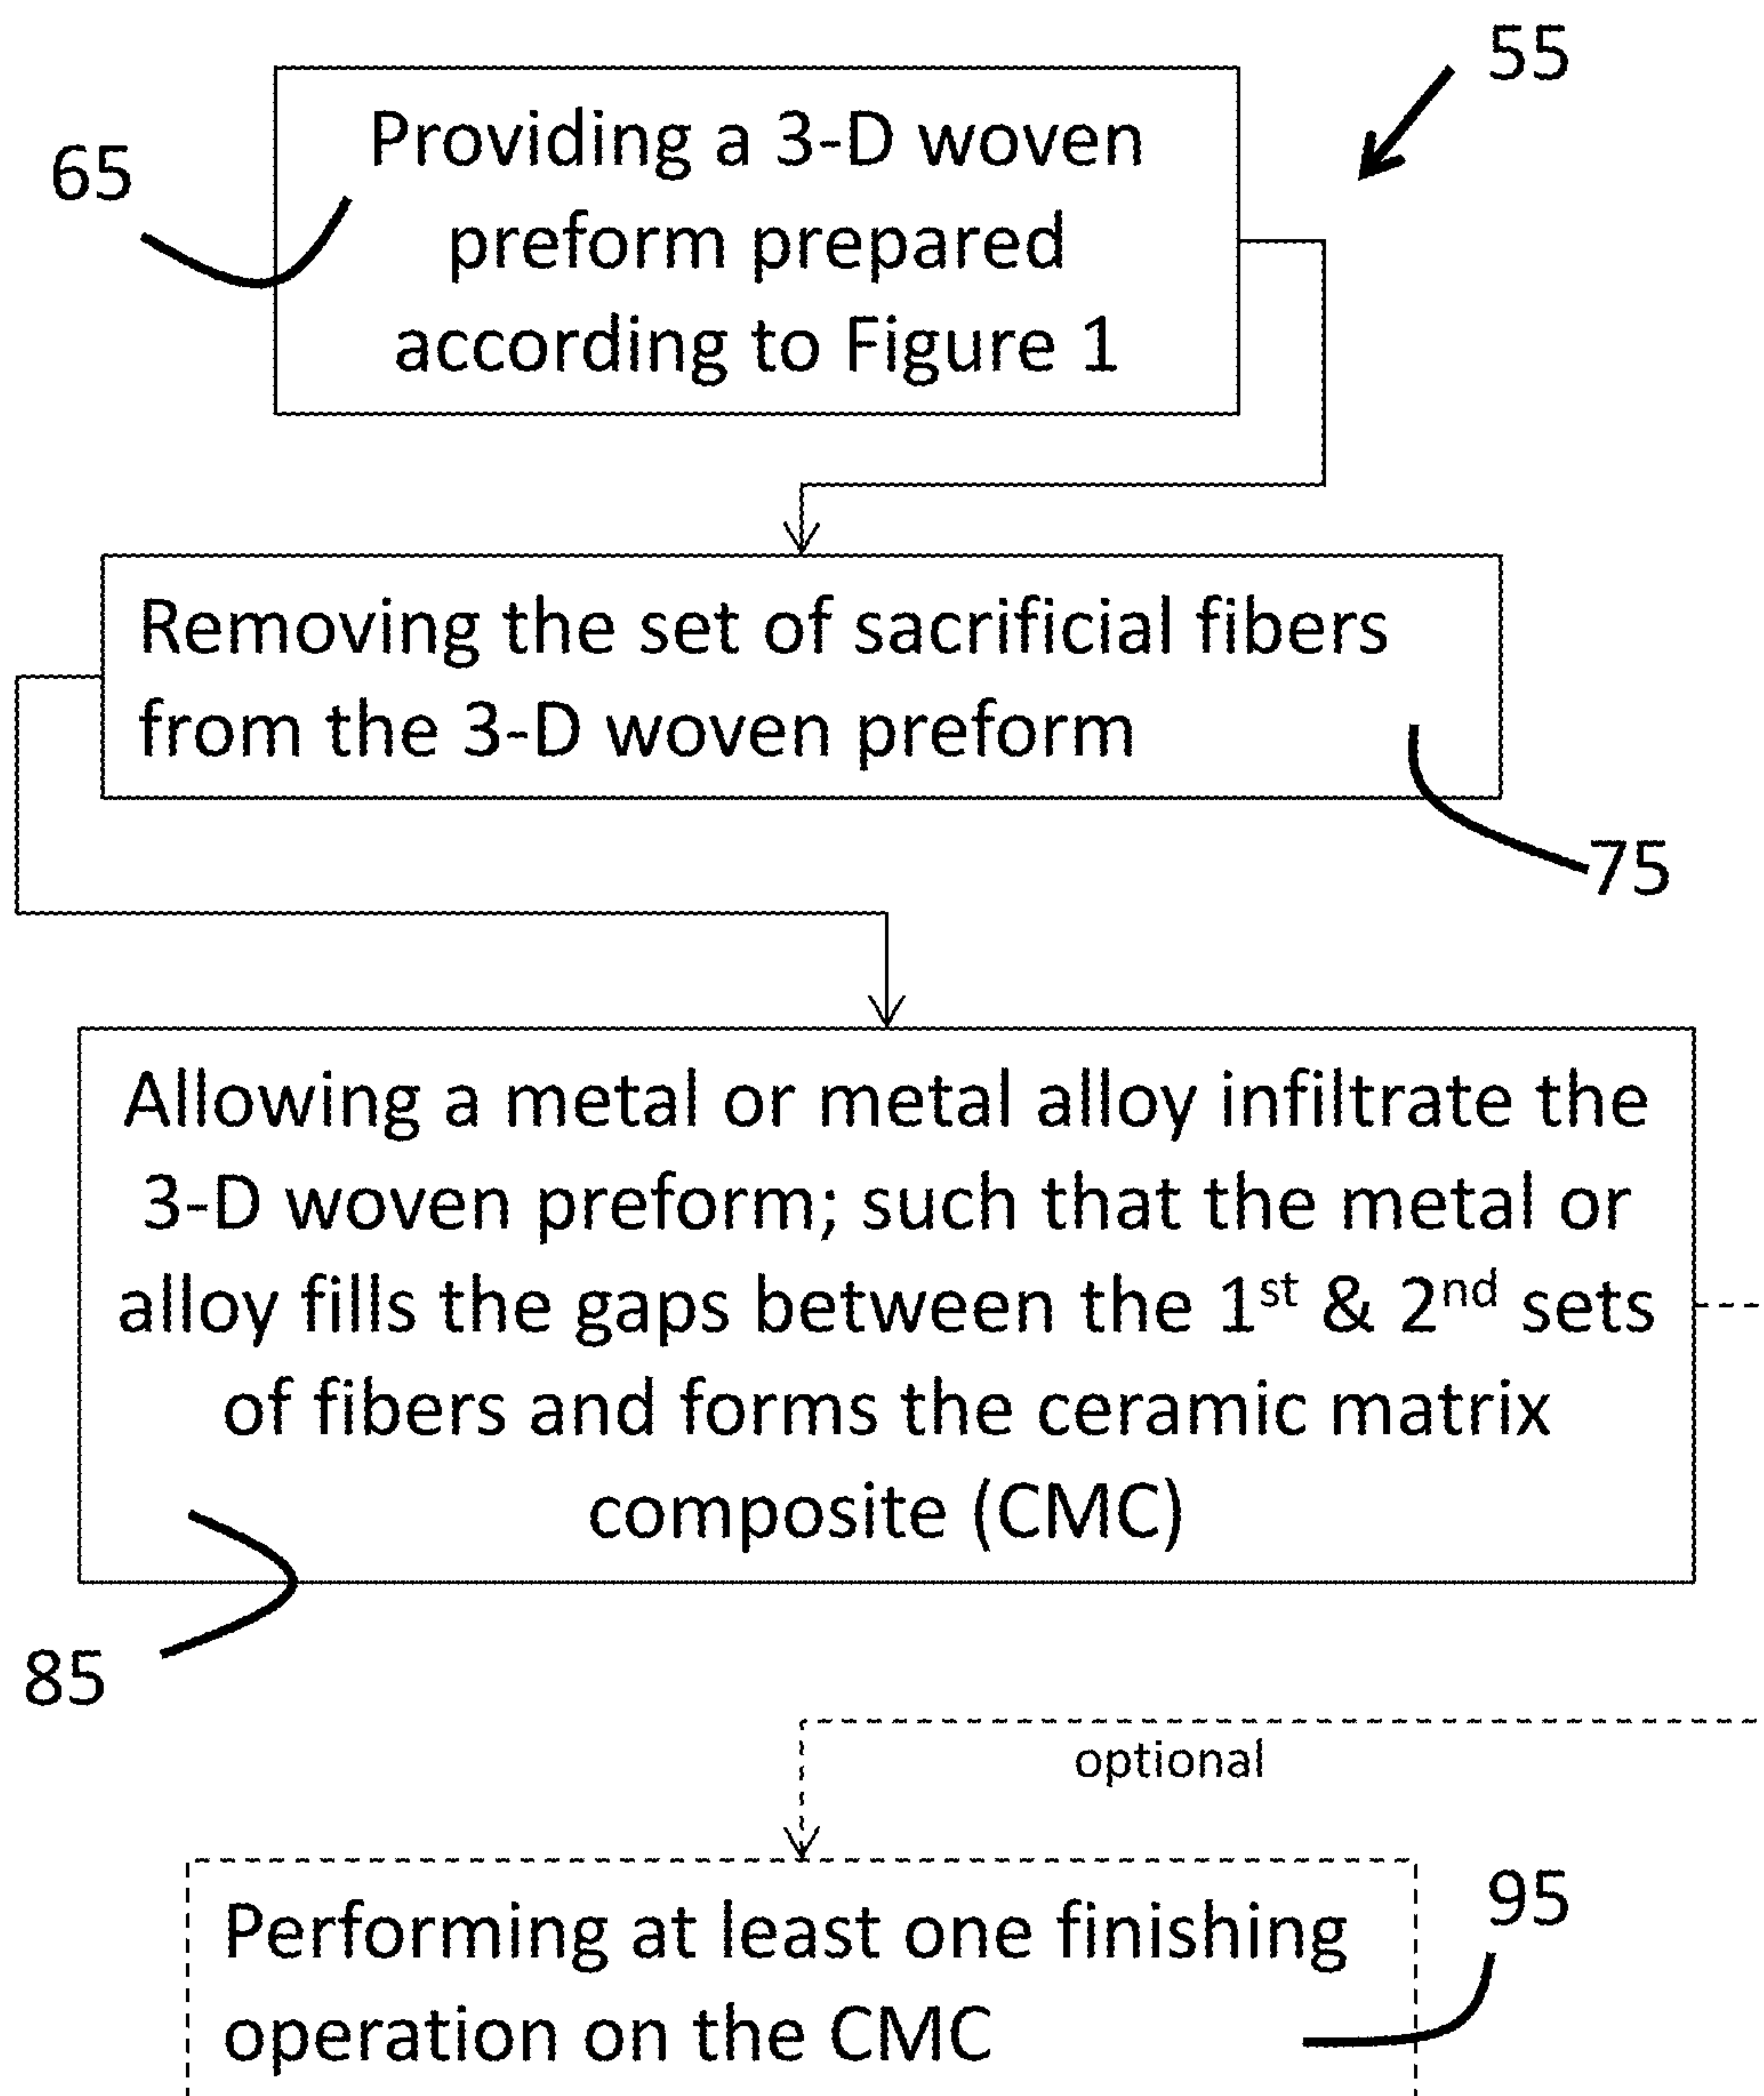 55
65
Providing a 3-D woven
preform prepared
according to Figure 1
Removing the set of sacrificial fibers
from the 3-D woven preform
75
Allowing a metal or metal alloy infiltrate the
3-D woven preform; such that the metal or
alloy fills the gaps between the 1st & 2nd sets
of fibers and forms the ceramic matrix
composite (CMC)
85
optional
95
Performing at least one finishing
operation on the CMC